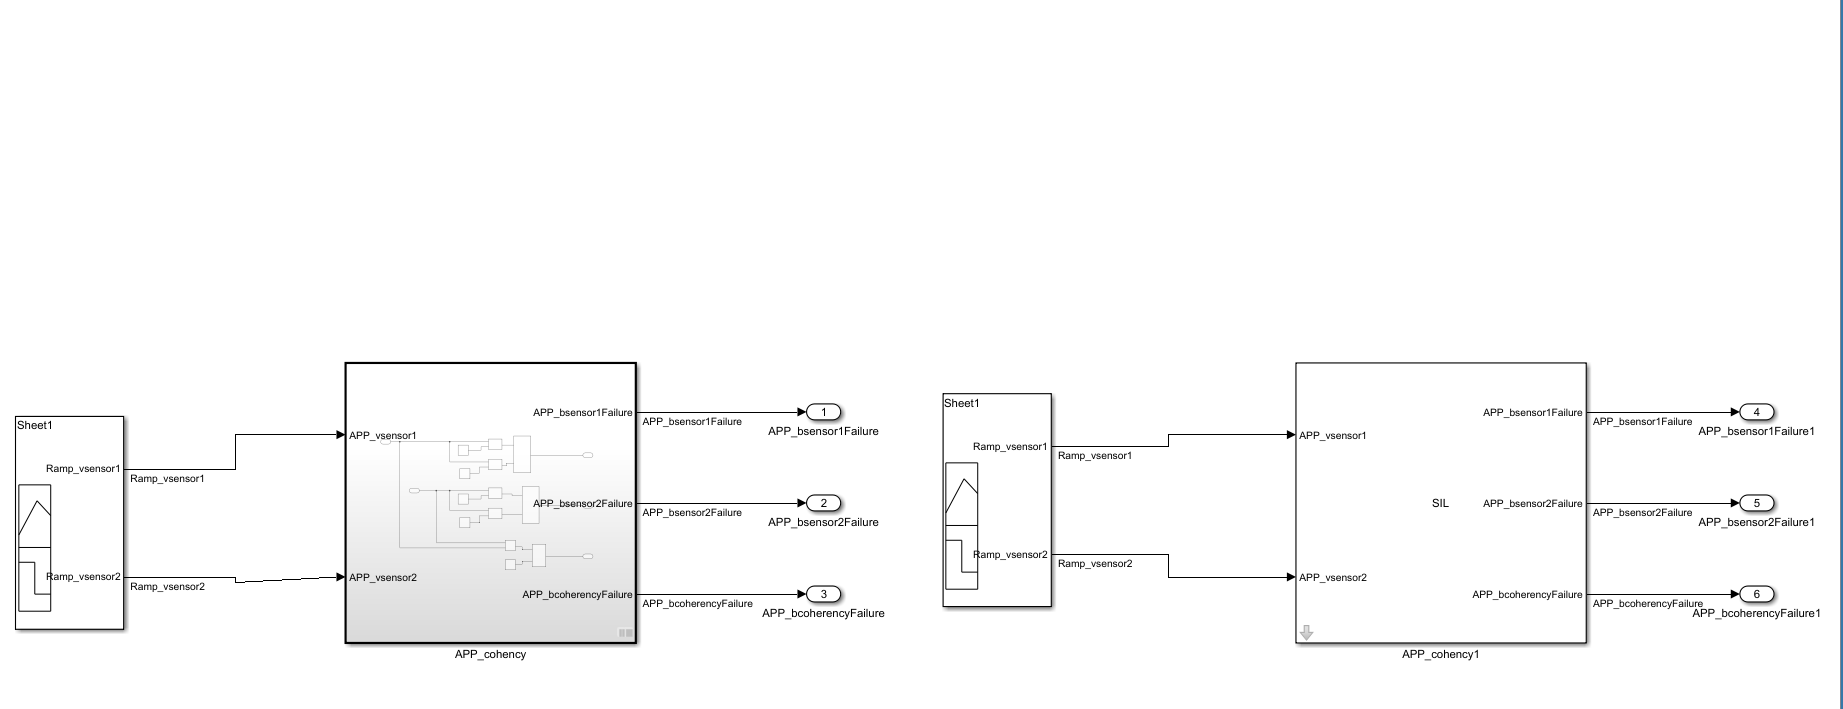 Sheet1
Ramp_vsensor1
Ramp_vsensor1
Ramp_vsensor2
Ramp_vsensor2
APP_vsensor1
APP_vsensor2
APP_bsensor1Failure
APP_bsensor2Failure
APP_bcoherencyFailure
APP_cohency
APP_bsensor1Failure
1
APP_bsensor1Failure
APP_bsensor2Failure
2
APP_bsensor2Failure
APP_bcoherencyFailure
3
APP_bcoherencyFailure
Sheet1
Ramp_vsensor1
Ramp_vsensor1
Ramp_vsensor2
Ramp_vsensor2
APP_vsensor1
APP_vsensor2
SIL
APP_bsensor1Failure
APP_bsensor2Failure
APP_bcoherencyFailure
APP_cohency1
APP_bsensor1Failure
4
APP_bsensor1Failure1
APP_bsensor2Failure
5
APP_bsensor2Failure1
APP_bcoherencyFailure
6
APP_bcoherencyFailure1